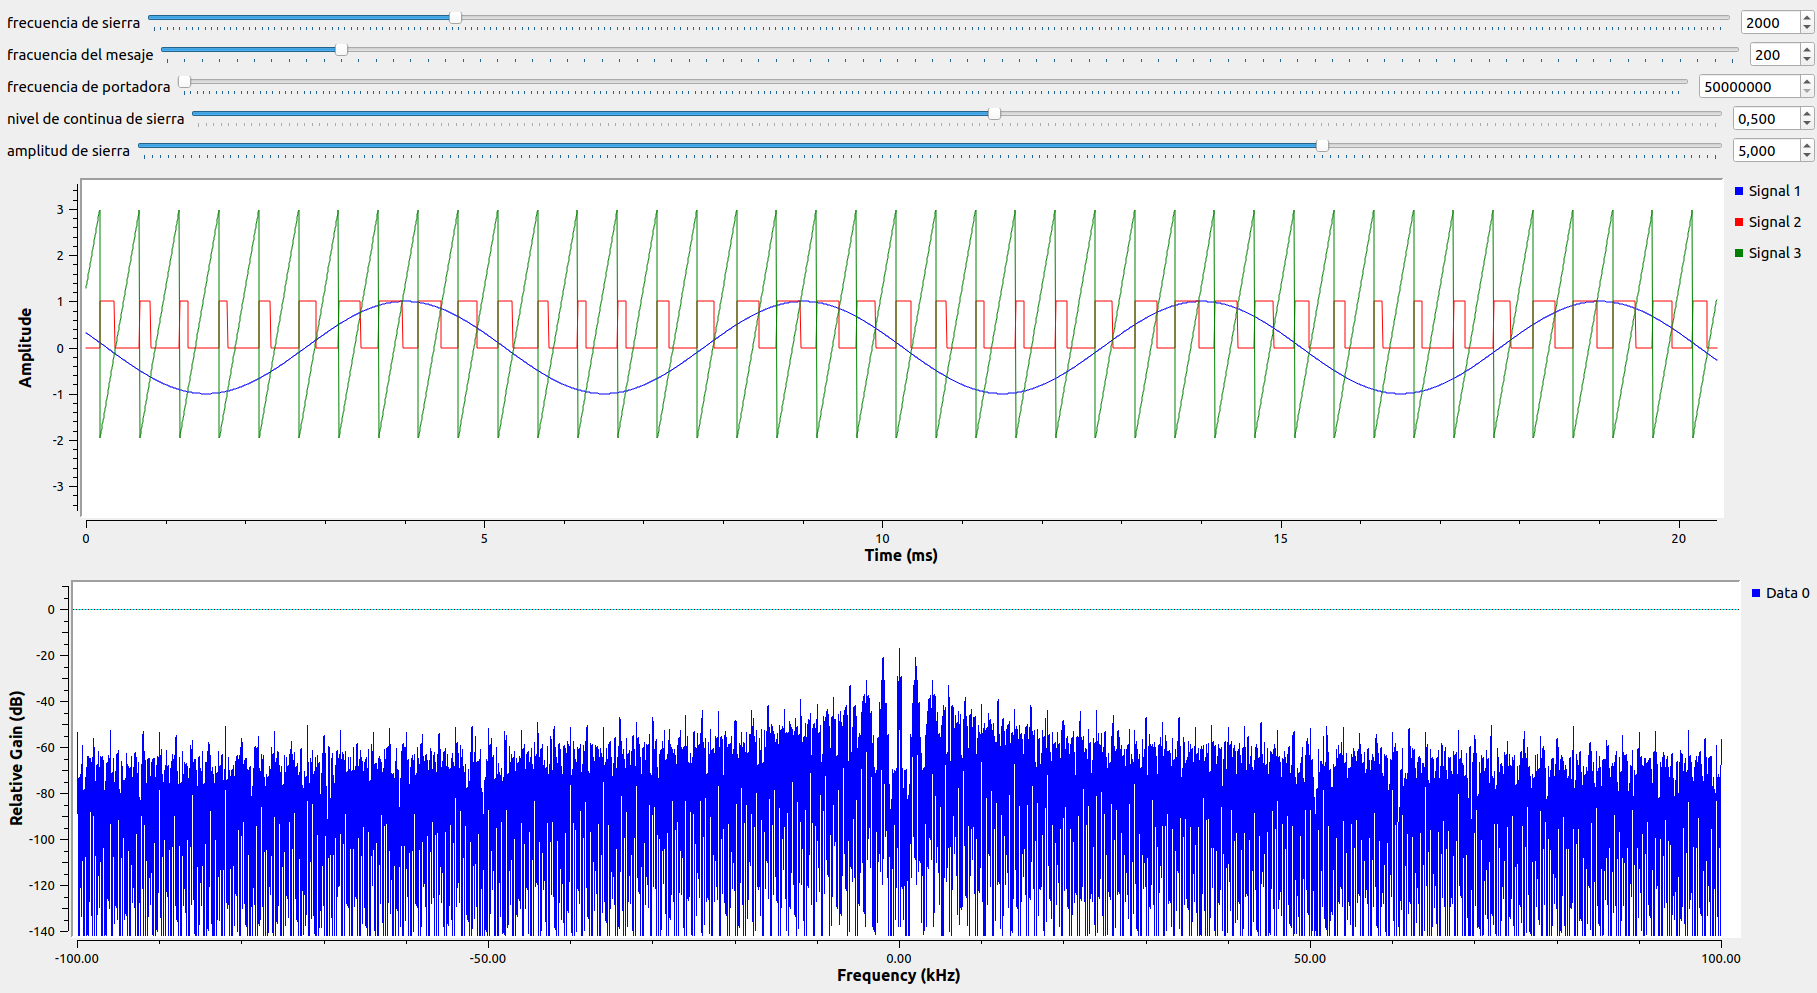 frecuencia de sierra 2000
fracuencia del mesaje 200
frecuencia de portadora 50000000
nivel de continua de sierra 0,500
amplitud de sierra 5,000
Signal 1
Signal 2
Signal 3
Amplitude
3
2
1
0
-1
-2
-3
0 5 10 15 20
Time (ms)
Data 0
Relative Gain (dB)
0
-20
-40
-60
-80
-100
-120
-140
-100.00 -50.00 0.00 50.00 100.00
Frequency (kHz)